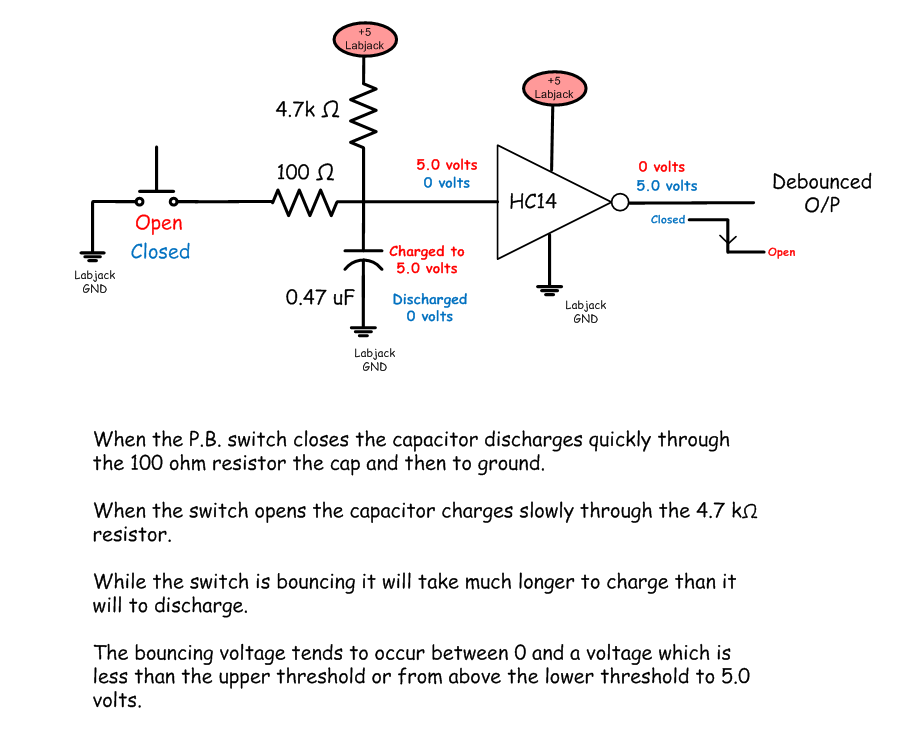 +5
Labjack
4.7k Ω
+5
Labjack
100 Ω
5.0 volts
0 volts
HC14
0 volts
5.0 volts
Debounced
O/P
Closed
Open
Open
Closed
Labjack
GND
Charged to
5.0 volts
0.47 uF
Discharged
0 volts
Labjack
GND
Labjack
GND
When the P.B. switch closes the capacitor discharges quickly through
the 100 ohm resistor the cap and then to ground.
When the switch opens the capacitor charges slowly through the 4.7 kΩ
resistor.
While the switch is bouncing it will take much longer to charge than it
will to discharge.
The bouncing voltage tends to occur between 0 and a voltage which is
less than the upper threshold or from above the lower threshold to 5.0
volts.